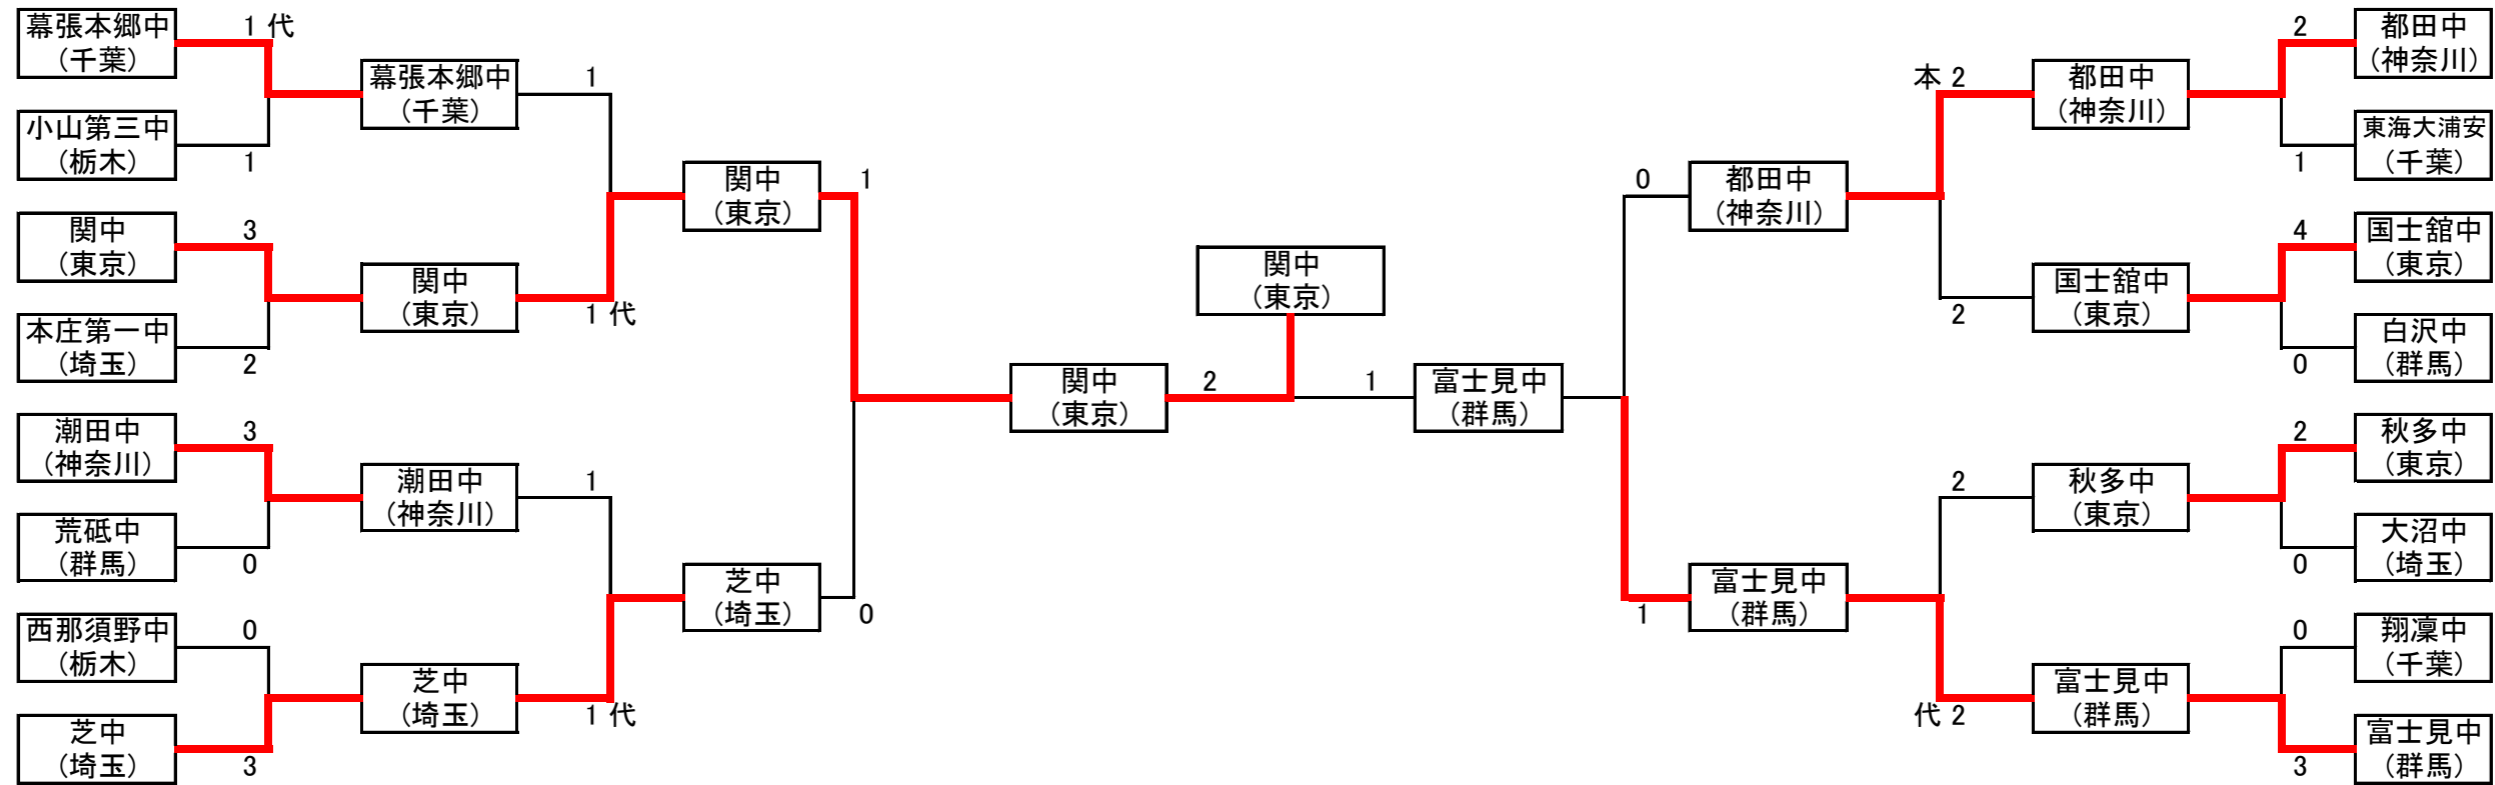 幕張本郷中
（千葉）
1 代
小山第三中
（栃木）
1
関中
（東京）
3
本庄第一中
（埼玉）
2
潮田中
（神奈川）
3
荒砥中
（群馬）
0
西那須野中
（栃木）
0
芝中
（埼玉）
3
幕張本郷中
（千葉）
1
関中
（東京）
1 代
潮田中
（神奈川）
1
芝中
（埼玉）
1 代
関中
（東京）
1
芝中
（埼玉）
0
関中
（東京）
2
関中
（東京）
1
富士見中
（群馬）
0
都田中
（神奈川）
1
富士見中
（群馬）
本 2
都田中
（神奈川）
2
国士舘中
（東京）
2
秋多中
（東京）
代 2
富士見中
（群馬）
2
都田中
（神奈川）
1
東海大浦安
（千葉）
4
国士舘中
（東京）
0
白沢中
（群馬）
2
秋多中
（東京）
0
大沼中
（埼玉）
0
翔凜中
（千葉）
3
富士見中
（群馬）